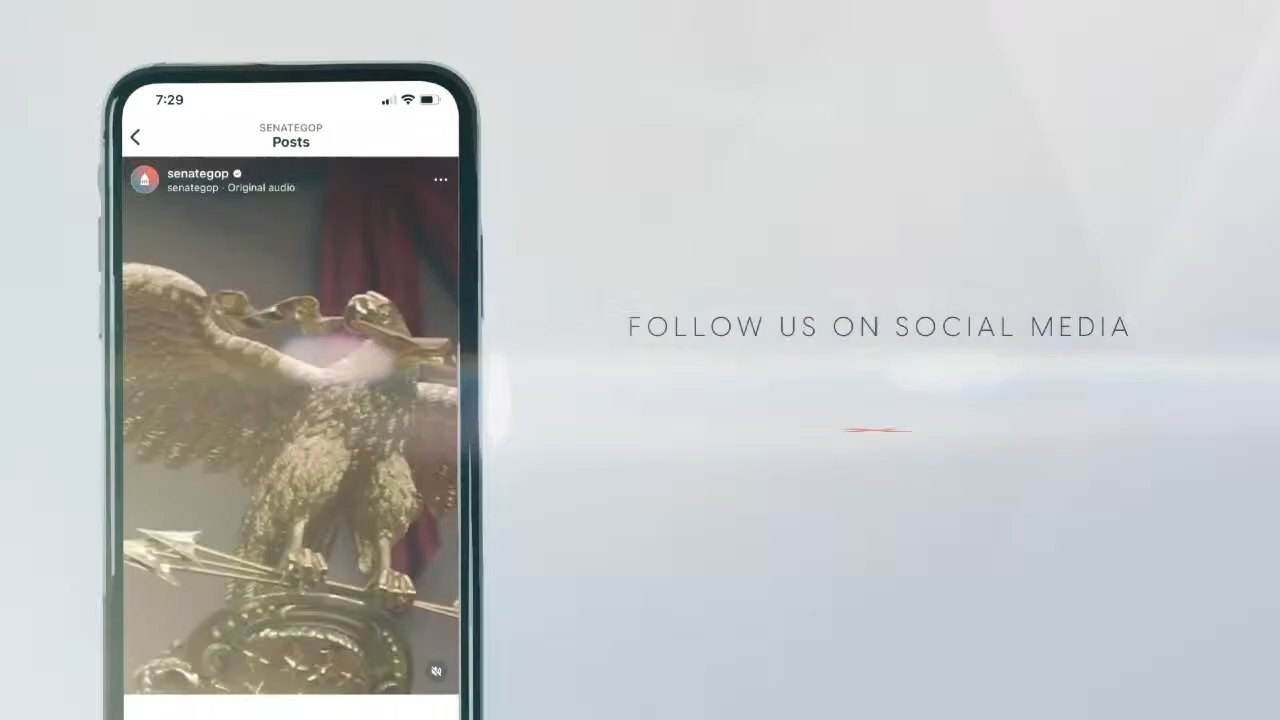 7:29
SENATEGOP
Posts
senategop
senategop · Original audio
FOLLOW US ON SOCIAL MEDIA